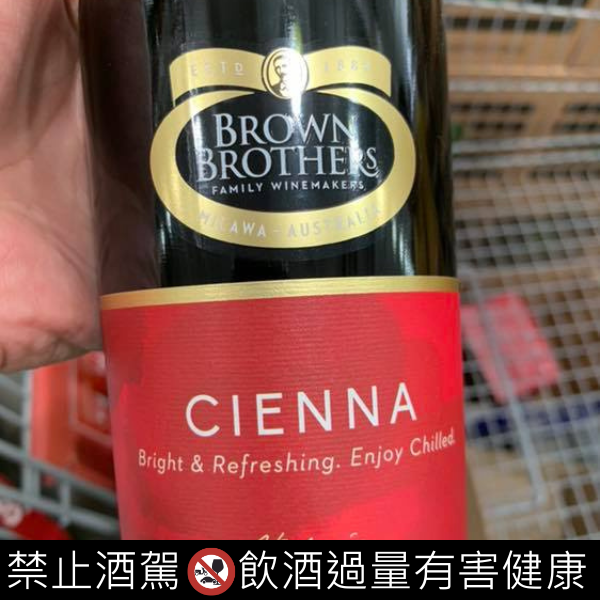 ESTD 1889
BROWN
BROTHERS
FAMILY WINEMAKERS
MILAWA - AUSTRALIA
CIENNA
Bright & Refreshing. Enjoy Chilled.
禁止酒駕 飲酒過量有害健康